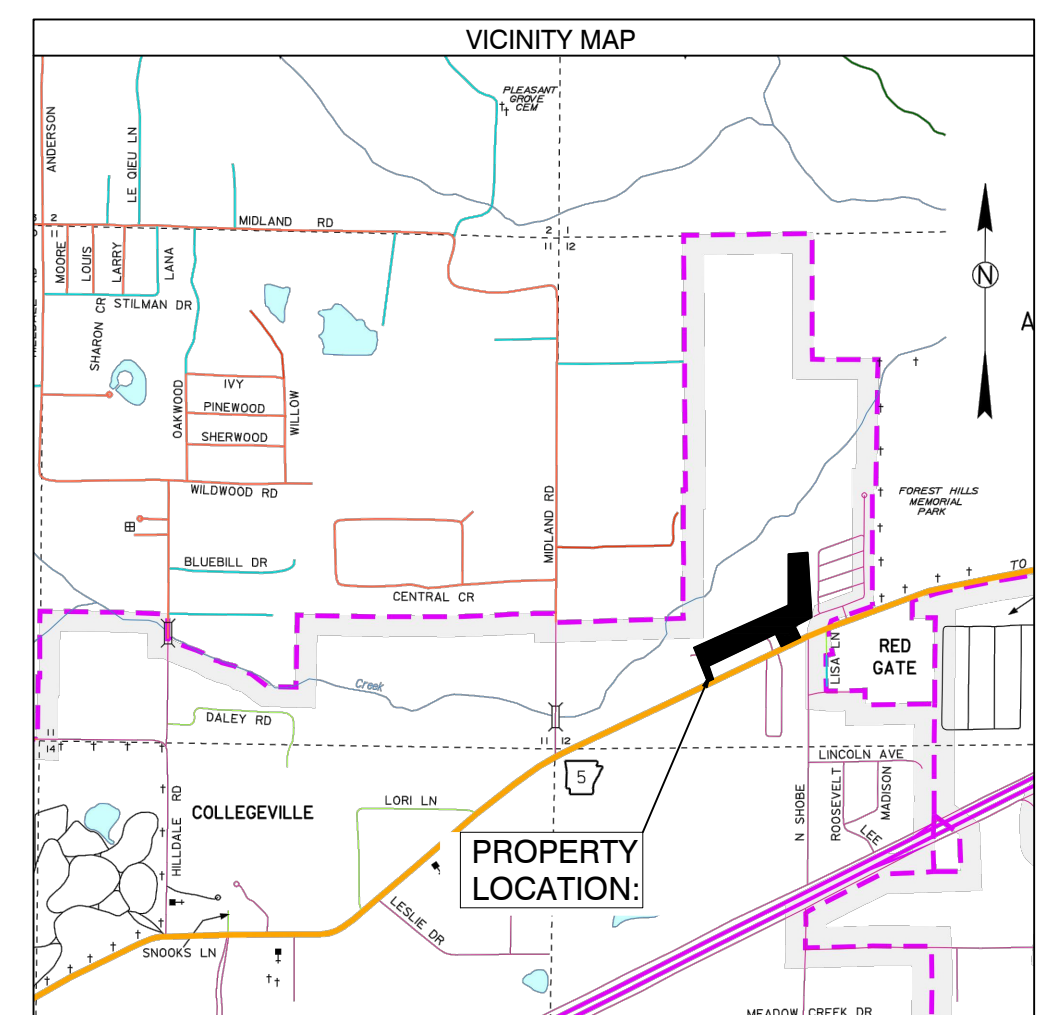 VICINITY MAP
PLEASANT
GROVE
CEM
ANDERSON
LE QIEU LN
MIDLAND RD
2
11
2 1
11 12
MOORE
LOUIS
LARRY
LANA
N
STILMAN DR
SHARON CR
A
IVY
OAKWOOD
PINEWOOD
WILLOW
SHERWOOD
WILDWOOD RD
MIDLAND RD
FOREST HILLS
MEMORIAL
PARK
BLUEBILL DR
CENTRAL CR
TO
LISA LN
RED
GATE
Creek
DALEY RD
11
14
11 12
5
LINCOLN AVE
HILLDALE RD
COLLEGEVILLE
LORI LN
N SHOBE
ROOSEVELT
MADISON
LEE
PROPERTY
LOCATION:
LESLIE DR
SNOOKS LN
MEADOW CREEK DR